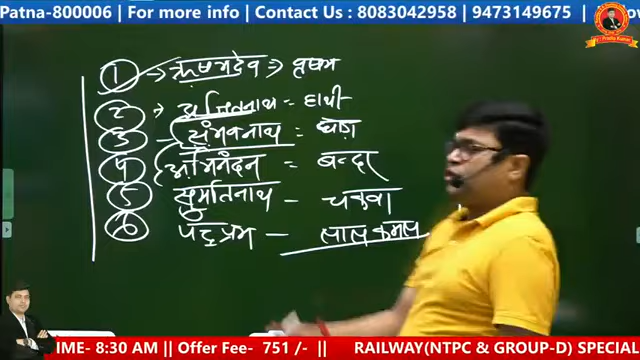 Patna-800006 || For more info || Contact Us : 8083042958 | 9473149675 ||
① → ऋषभदेव ⇒ वृषभ
② → अजितनाथ = हाथी
③ - संभवनाथ = घोड़ा
④ अभिनंदन = बन्दर
⑤ सुमतिनाथ - चकवा
⑥ पद्मप्रभ - लाल कमल
IME- 8:30 AM || Offer Fee- 751 /- || RAILWAY(NTPC & GROUP-D) SPECIAL